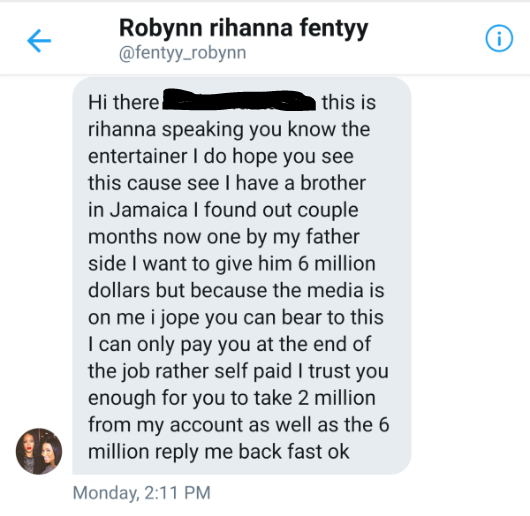 Robynn rihanna fentyy
@fentyy_robynn
Hi there this is
rihanna speaking you know the
entertainer I do hope you see
this cause see I have a brother
in Jamaica I found out couple
months now one by my father
side I want to give him 6 million
dollars but because the media is
on me i jope you can bear to this
I can only pay you at the end of
the job rather self paid I trust you
enough for you to take 2 million
from my account as well as the 6
million reply me back fast ok
Monday, 2:11 PM